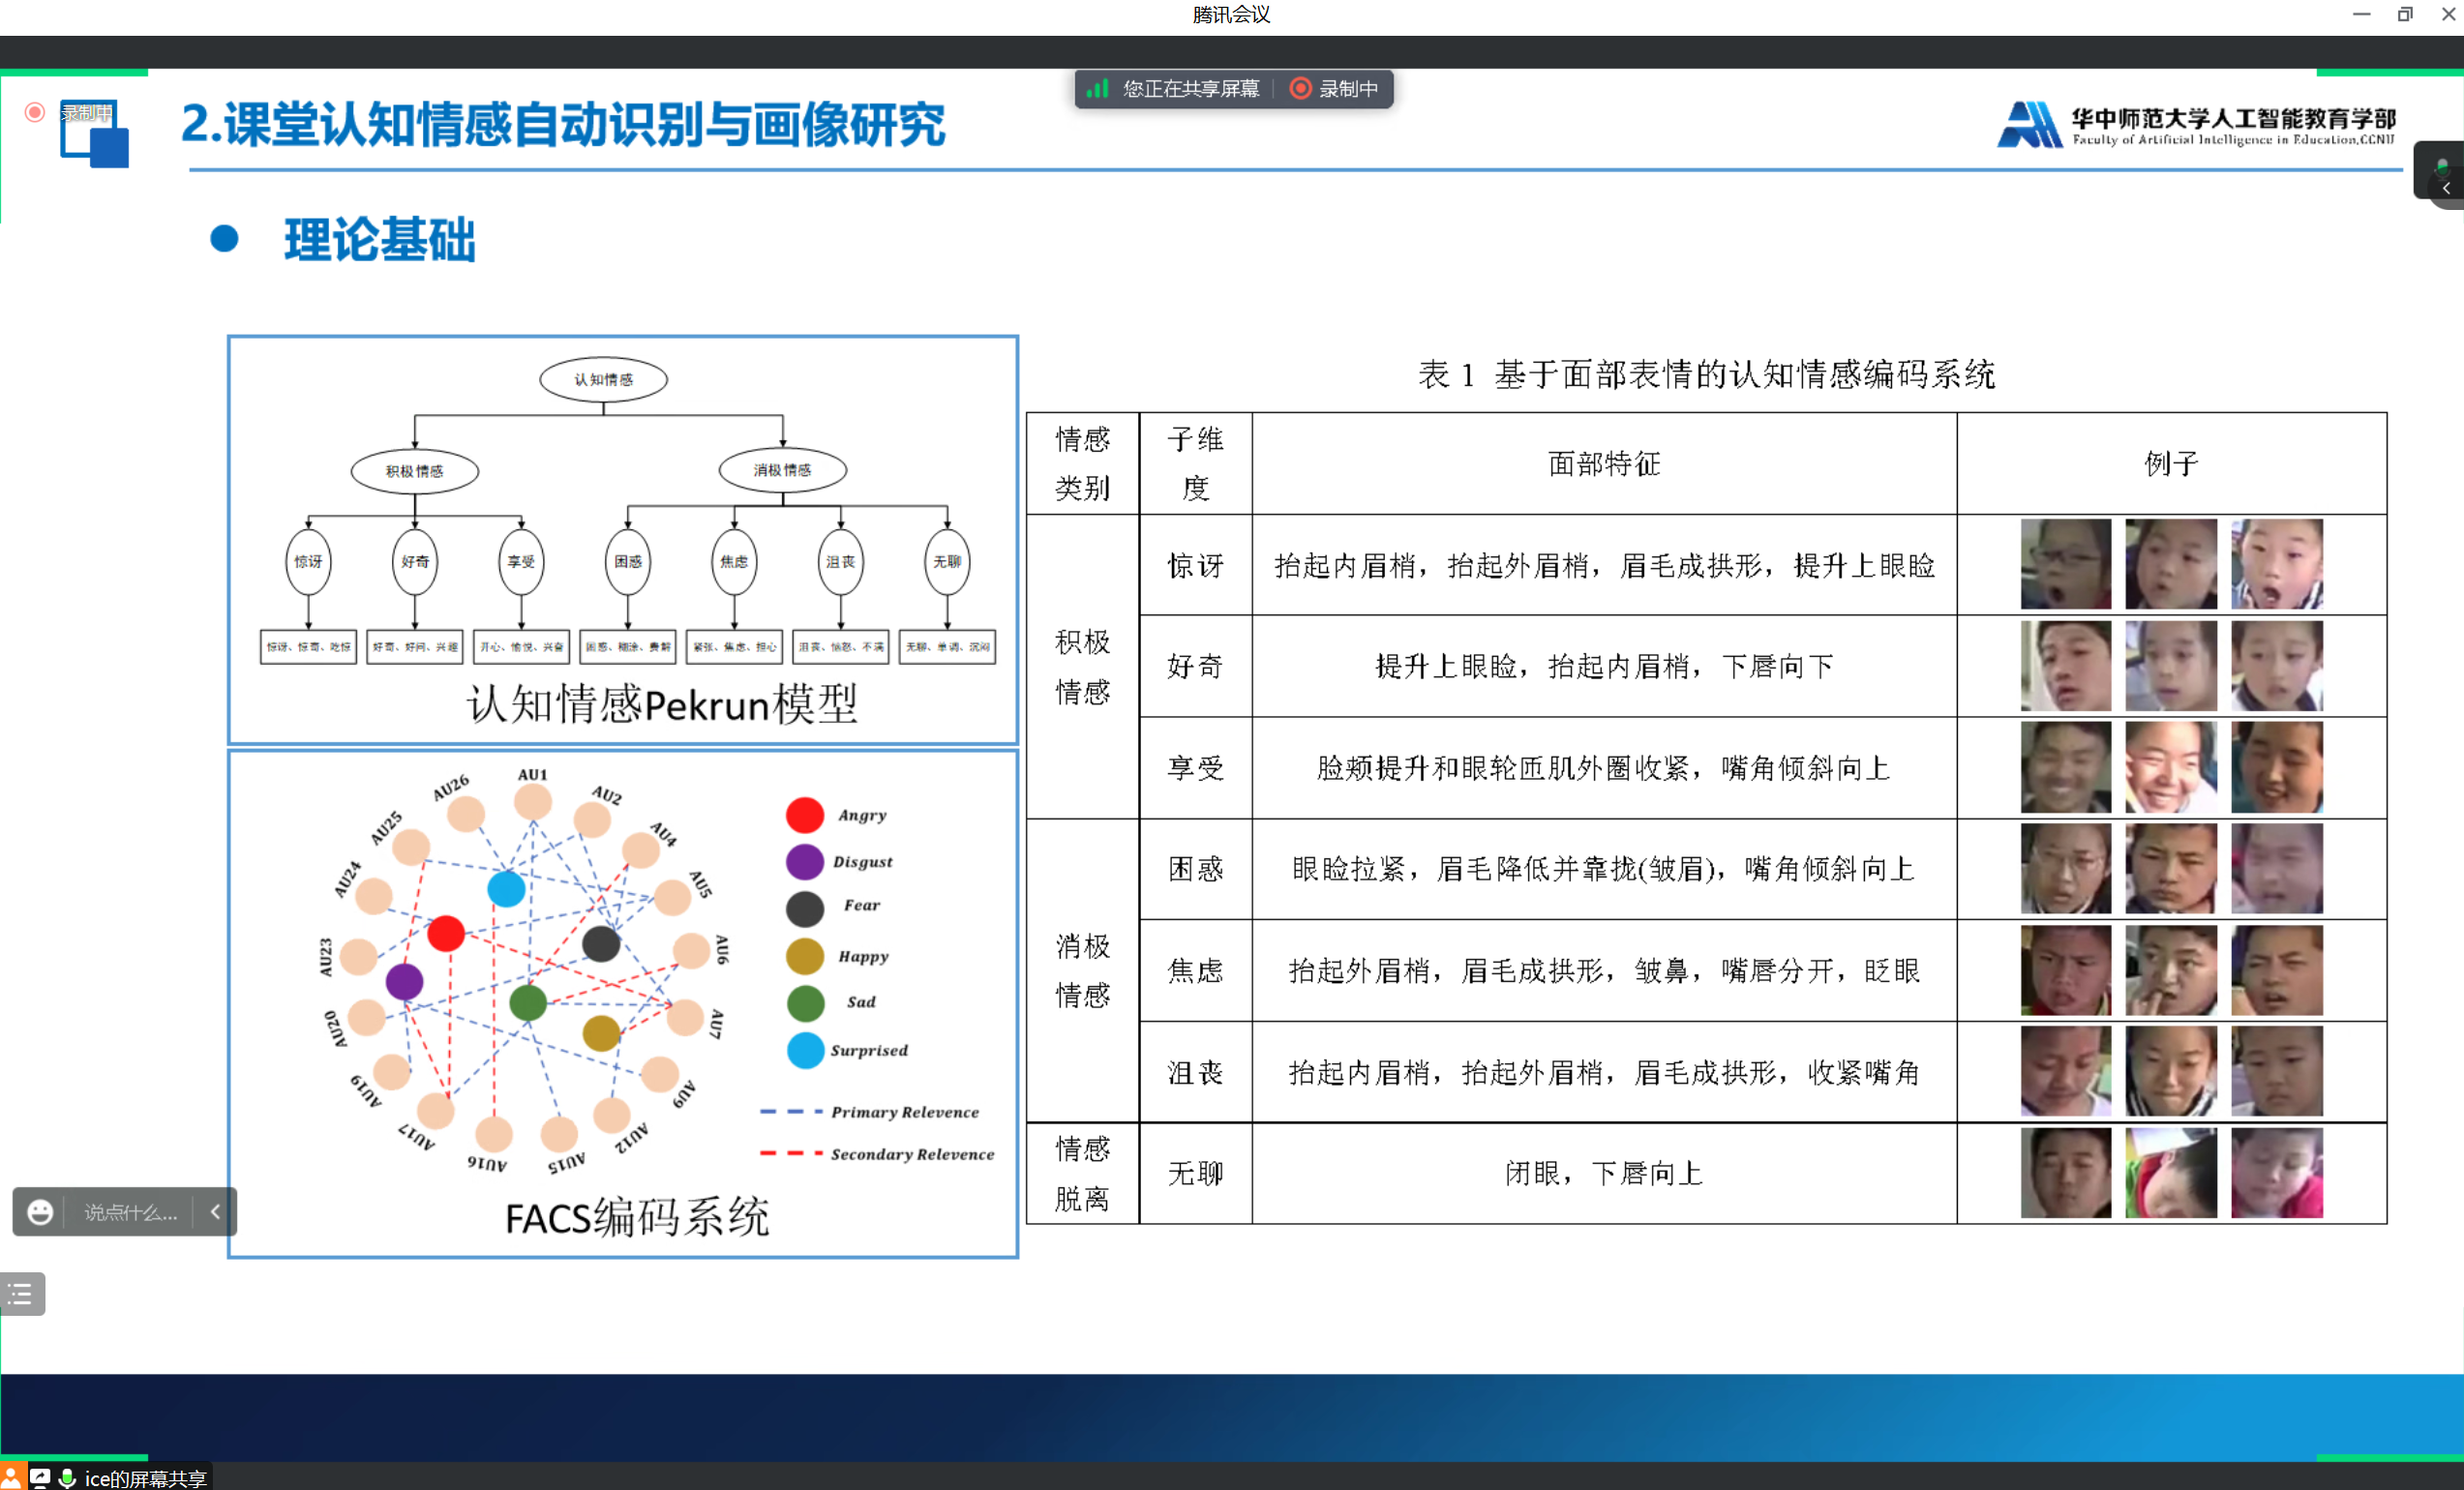 腾讯会议
您正在共享屏幕
录制中
录制中
2.课堂认知情感自动识别与画像研究
华中师范大学人工智能教育学部
Faculty of Artificial Intelligence in Education,CCNU
理论基础
认知情感
积极情感
消极情感
惊讶
好奇
享受
困惑
焦虑
沮丧
无聊
惊讶、惊奇、吃惊
好奇、好问、兴趣
开心、愉悦、兴奋
困惑、糊涂、费解
紧张、焦虑、担心
沮丧、恼怒、不满
无聊、单调、沉闷
认知情感Pekrun模型
AU1
AU2
AU4
AU5
AU6
AU7
AU9
AU12
AU15
AU16
AU17
AU19
AU20
AU23
AU24
AU25
AU26
Angry
Disgust
Fear
Happy
Sad
Surprised
Primary Relevence
Secondary Relevence
FACS编码系统
表 1 基于面部表情的认知情感编码系统
情感类别
子维度
面部特征
例子
积极情感
惊讶
抬起内眉梢，抬起外眉梢，眉毛成拱形，提升上眼睑
好奇
提升上眼睑，抬起内眉梢，下唇向下
享受
脸颊提升和眼轮匝肌外圈收紧，嘴角倾斜向上
消极情感
困惑
眼睑拉紧，眉毛降低并靠拢(皱眉)，嘴角倾斜向上
焦虑
抬起外眉梢，眉毛成拱形，皱鼻，嘴唇分开，眨眼
沮丧
抬起内眉梢，抬起外眉梢，眉毛成拱形，收紧嘴角
情感脱离
无聊
闭眼，下唇向上
说点什么...
ice的屏幕共享